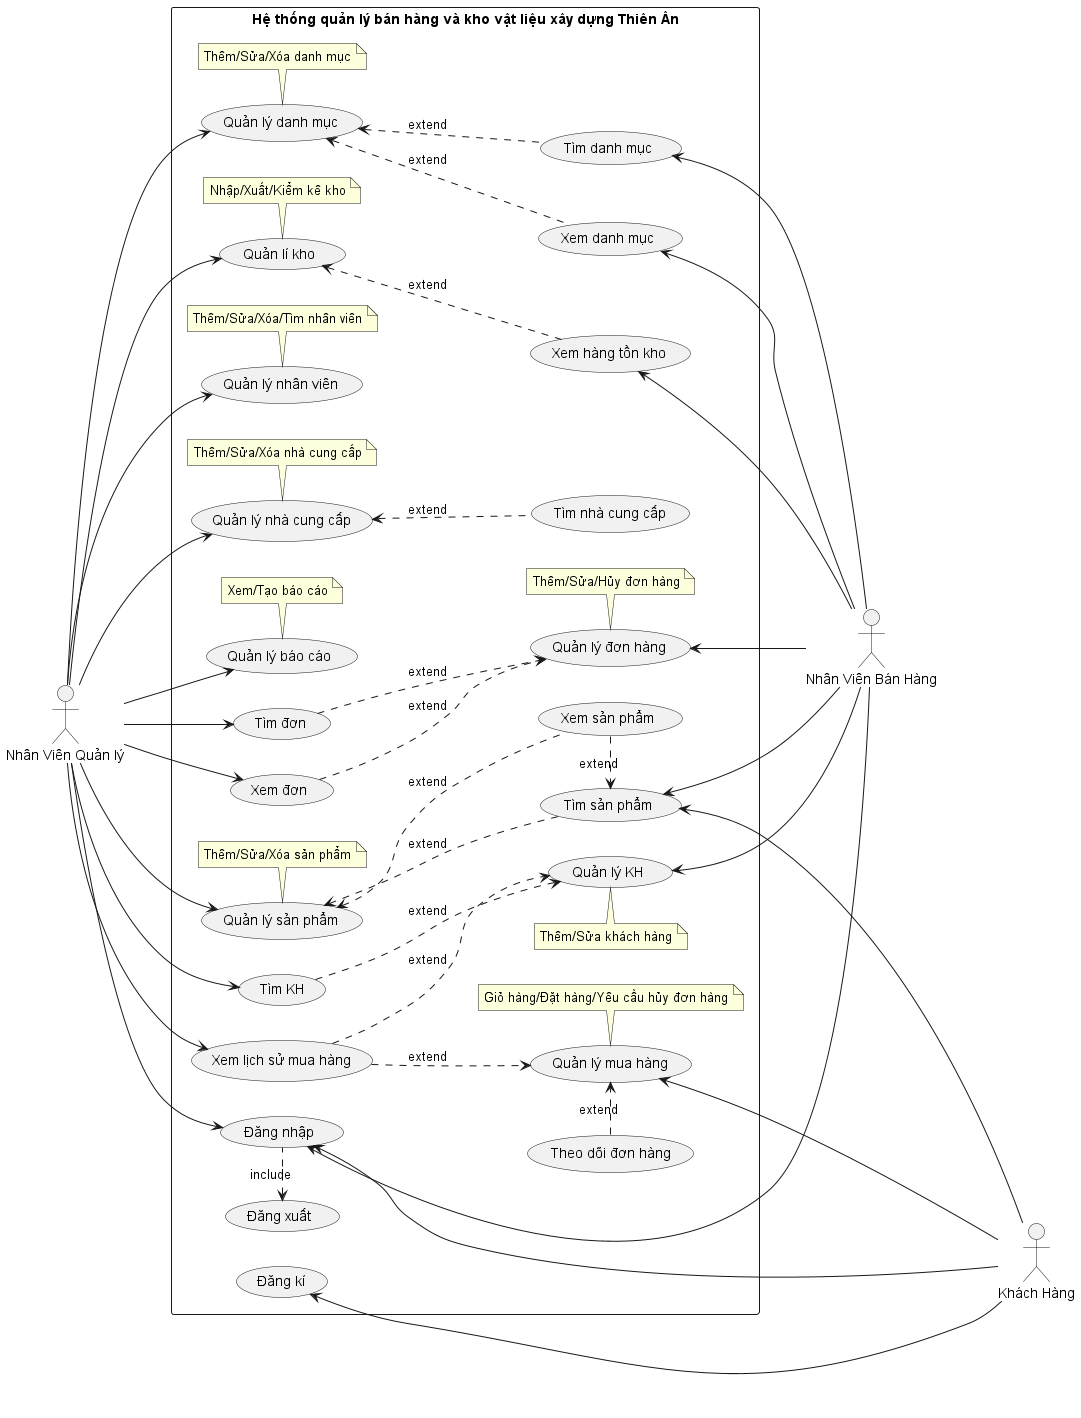 Hệ thống quản lý bán hàng và kho vật liệu xây dựng Thiên Ân
Thêm/Sửa/Xóa danh mục
Quản lý danh mục
extend
Tìm danh mục
extend
Nhập/Xuất/Kiểm kê kho
Xem danh mục
Quản lí kho
extend
Thêm/Sửa/Xóa/Tìm nhân viên
Xem hàng tồn kho
Quản lý nhân viên
Thêm/Sửa/Xóa nhà cung cấp
Quản lý nhà cung cấp
extend
Tìm nhà cung cấp
Xem/Tạo báo cáo
Thêm/Sửa/Hủy đơn hàng
Quản lý báo cáo
Quản lý đơn hàng
extend
Nhân Viên Bán Hàng
extend
Tìm đơn
Xem sản phẩm
Nhân Viên Quản lý
extend
extend
Xem đơn
Tìm sản phẩm
extend
Thêm/Sửa/Xóa sản phẩm
Quản lý KH
extend
Quản lý sản phẩm
Thêm/Sửa khách hàng
extend
Tìm KH
Giỏ hàng/Đặt hàng/Yêu cầu hủy đơn hàng
Xem lịch sử mua hàng
extend
Quản lý mua hàng
extend
Đăng nhập
Theo dõi đơn hàng
include
Đăng xuất
Đăng kí
Khách Hàng